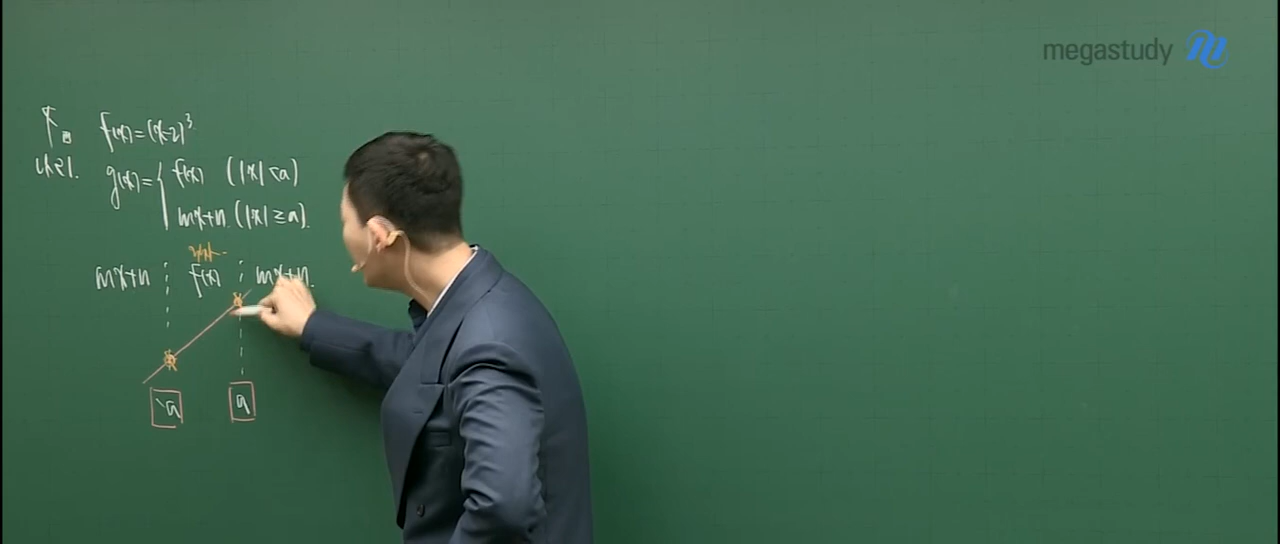 megastudy
f(x)=(x-2)³
g(x)= { f(x) (|x|<a)
mx+n (|x|≥a).
mx+n f(x) mx+n
-a a